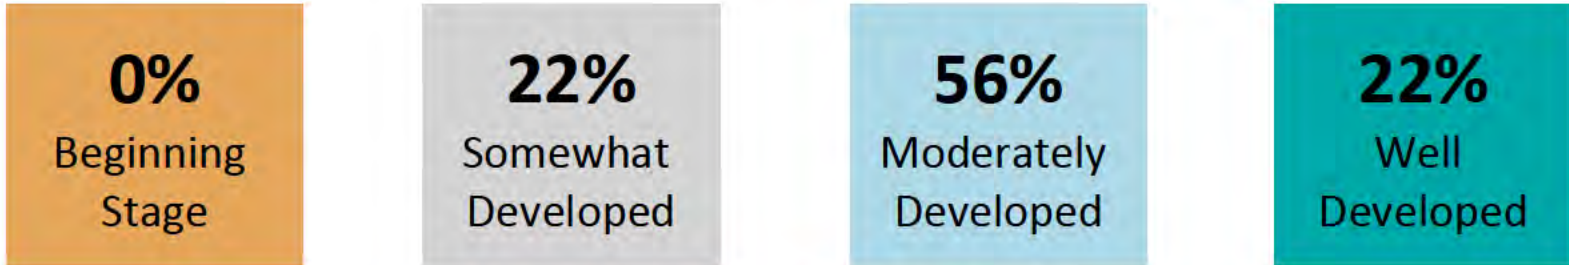 0%
Beginning
Stage
22%
Somewhat
Developed
56%
Moderately
Developed
22%
Well
Developed